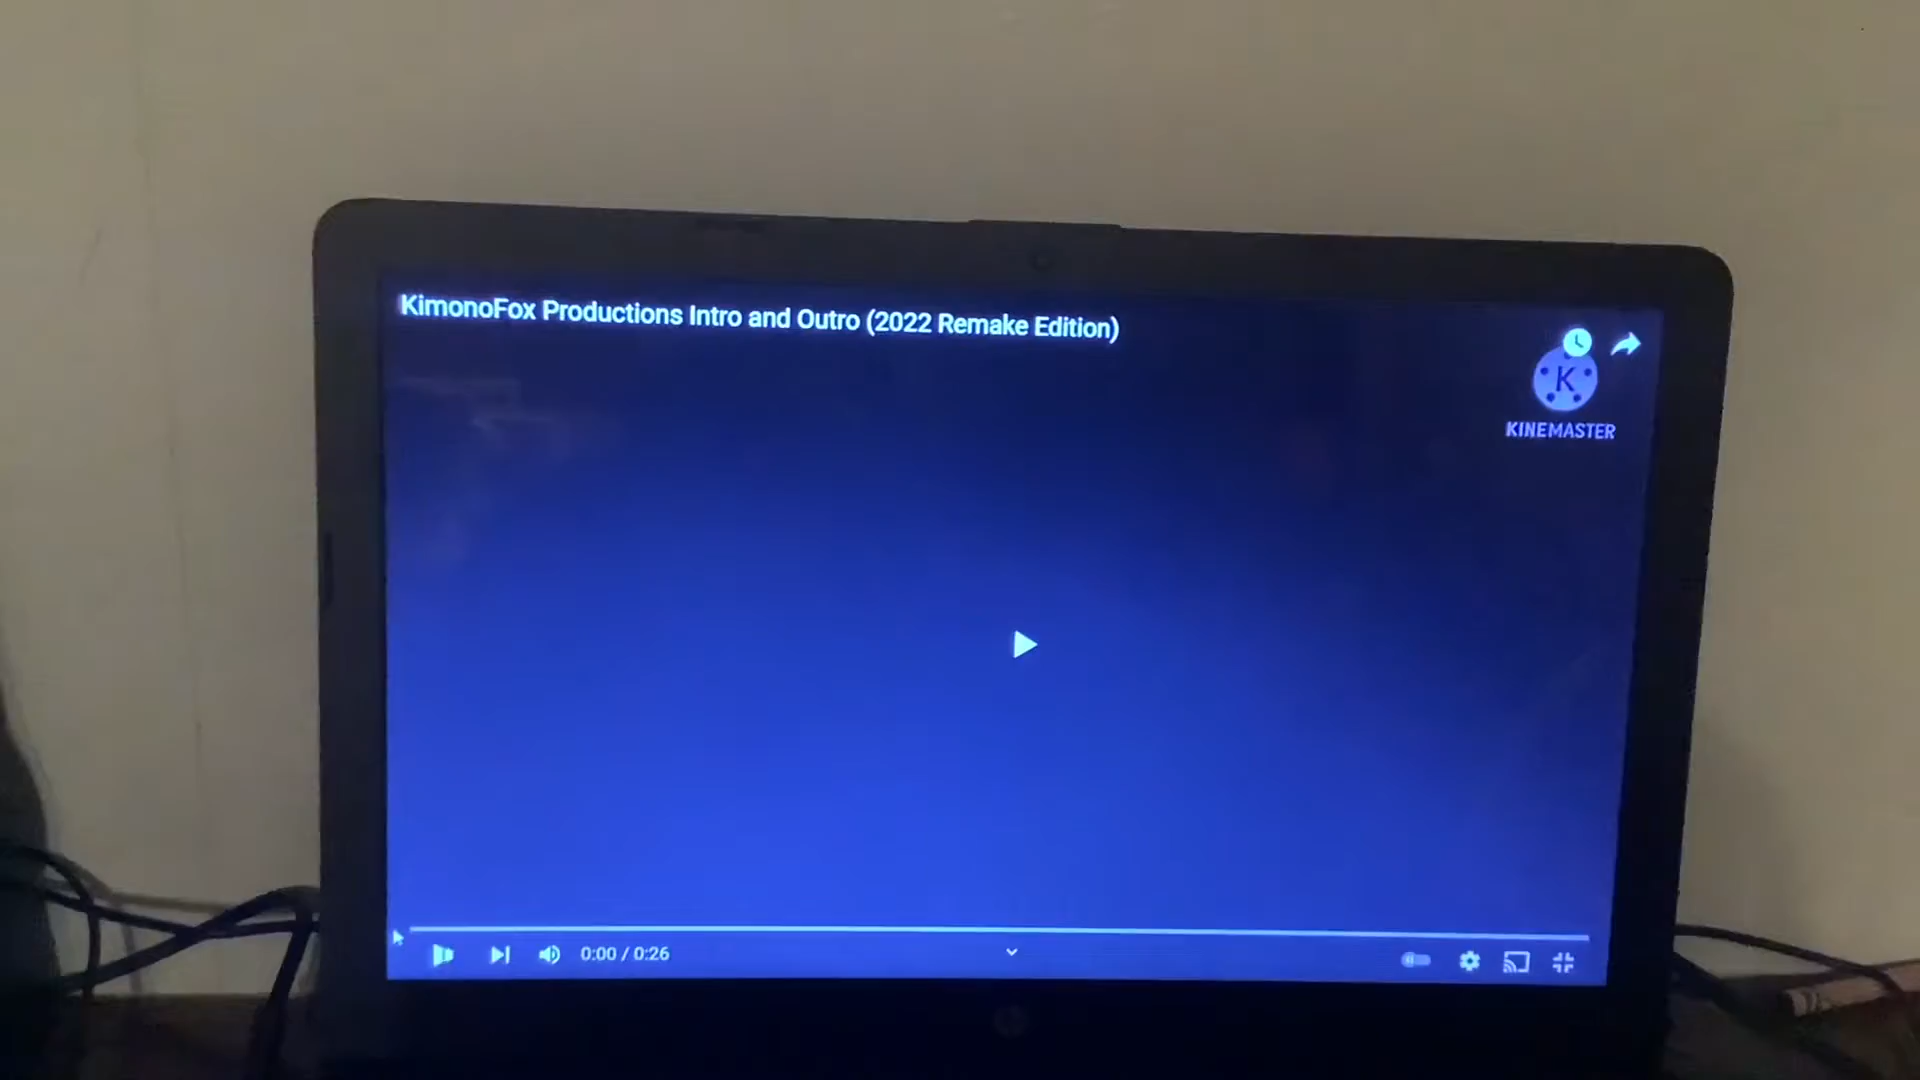 KimonoFox Productions Intro and Outro (2022 Remake Edition)
K
KINEMASTER
0:00 / 0:26